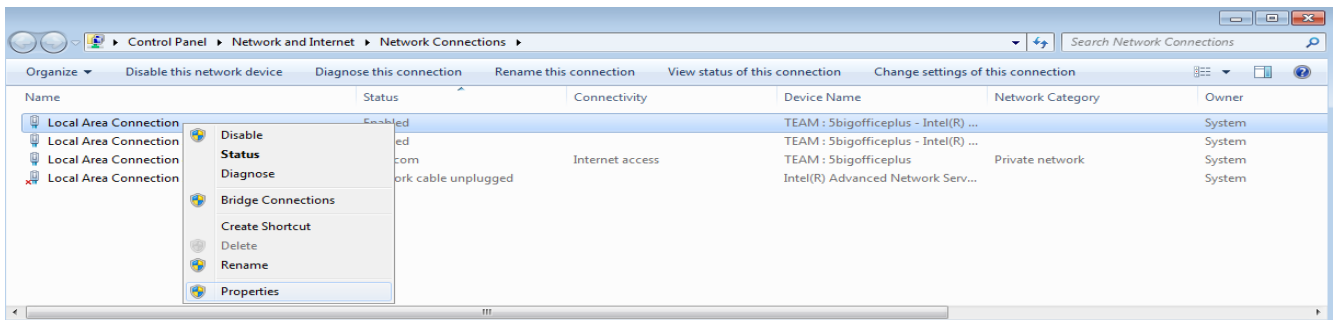 Control Panel ▸ Network and Internet ▸ Network Connections ▸ Search Network Connections
Organize Disable this network device Diagnose this connection Rename this connection View status of this connection Change settings of this connection
Name Status Connectivity Device Name Network Category Owner
Local Area Connection Enabled TEAM : 5bigofficeplus - Intel(R) ... System
Local Area Connection ed TEAM : 5bigofficeplus - Intel(R) ... System
Local Area Connection com Internet access TEAM : 5bigofficeplus Private network System
Local Area Connection ork cable unplugged Intel(R) Advanced Network Serv... System
Disable
Status
Diagnose
Bridge Connections
Create Shortcut
Delete
Rename
Properties